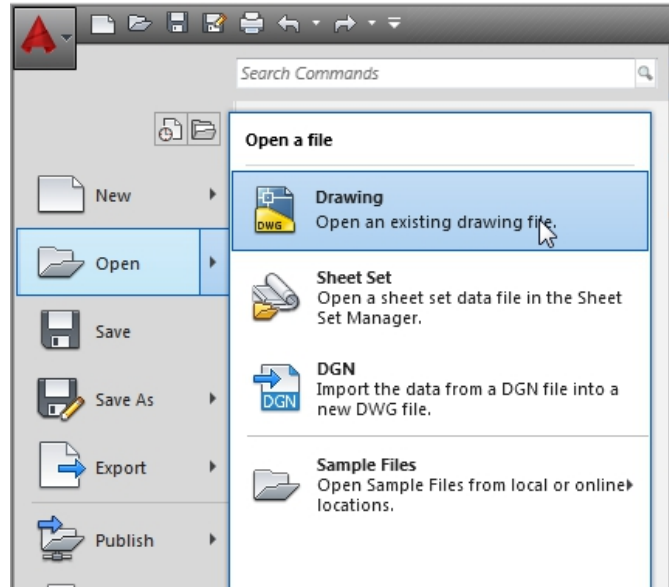 Search Commands
Open a file
New
Drawing
DWG
Open an existing drawing file.
Open
Sheet Set
Open a sheet set data file in the Sheet
Set Manager.
Save
DGN
DGN
Import the data from a DGN file into a
new DWG file.
Save As
Sample Files
Open Sample Files from local or online
locations.
Export
Publish